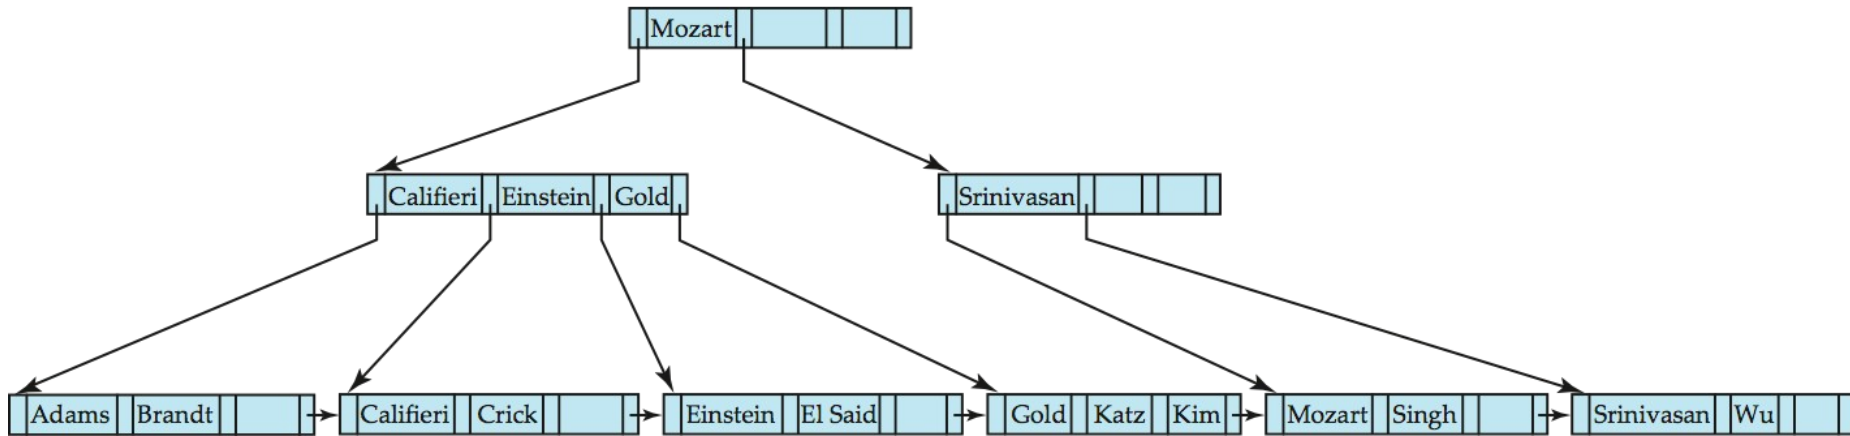 Mozart
Califieri Einstein Gold Srinivasan
Adams Brandt Califieri Crick Einstein El Said Gold Katz Kim Mozart Singh Srinivasan Wu